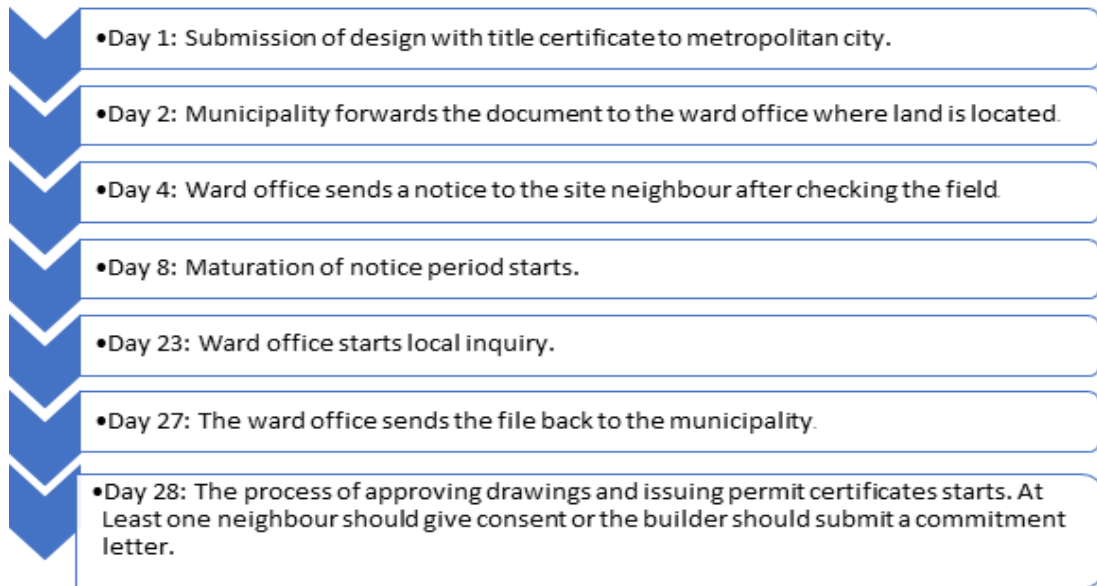 •Day 1: Submission of design with title certificate to metropolitan city.
•Day 2: Municipality forwards the document to the ward office where land is located.
•Day 4: Ward office sends a notice to the site neighbour after checking the field.
•Day 8: Maturation of notice period starts.
•Day 23: Ward office starts local inquiry.
•Day 27: The ward office sends the file back to the municipality.
•Day 28: The process of approving drawings and issuing permit certificates starts. At
Least one neighbour should give consent or the builder should submit a commitment
letter.